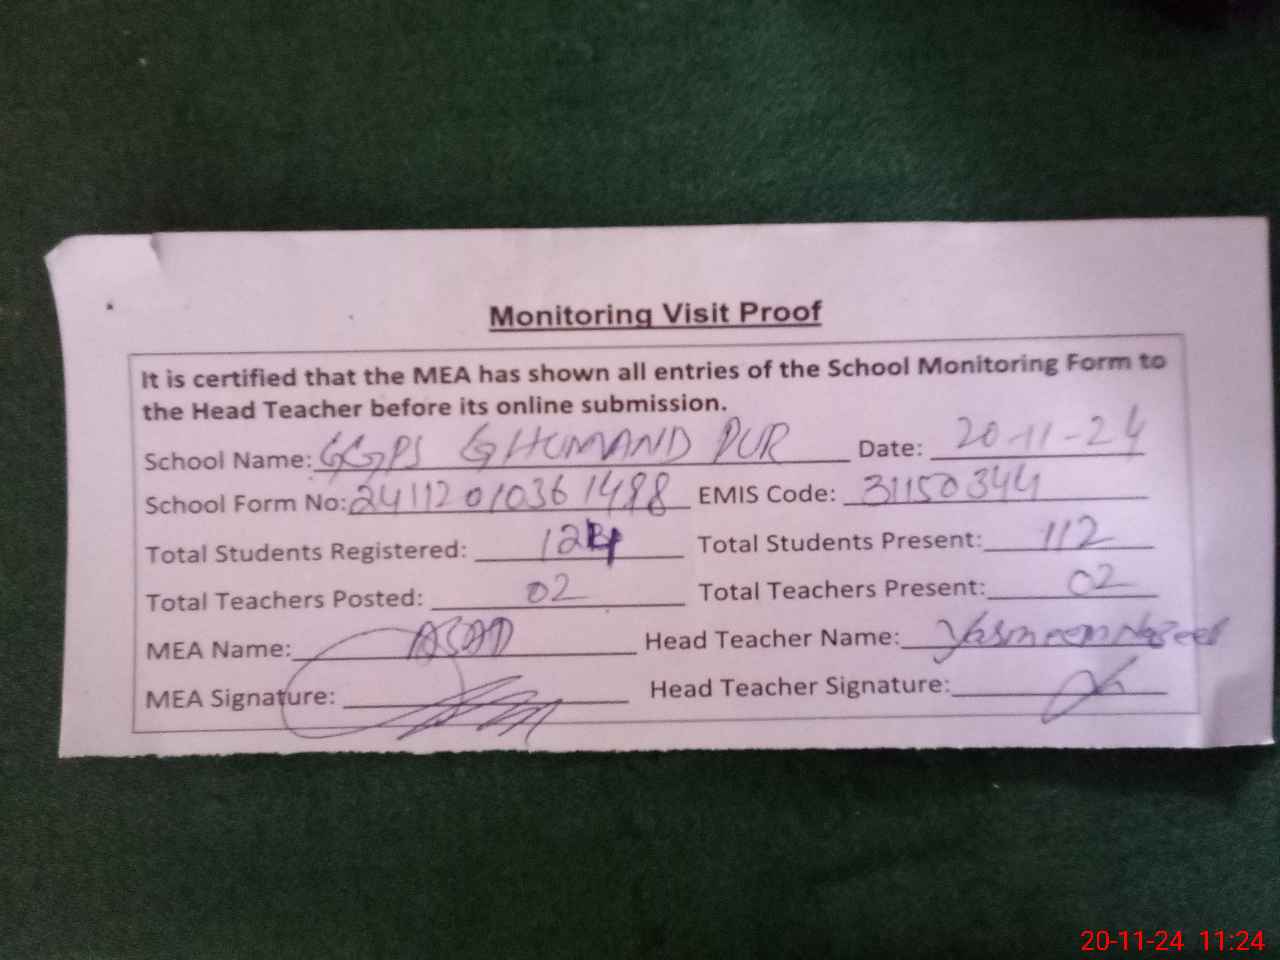 Monitoring Visit Proof
It is certified that the MEA has shown all entries of the School Monitoring Form to
the Head Teacher before its online submission.
School Name: GGPS GHUMAND PUR Date: 20-11-24
School Form No: 24112010361498 EMIS Code: 31150344
Total Students Registered: Total Students Present: 112
Total Teachers Posted: 02 Total Teachers Present: 02
MEA Name: ASAD Head Teacher Name: Yasmeen Nazeer
MEA Signature: Head Teacher Signature:
20-11-24 11:24